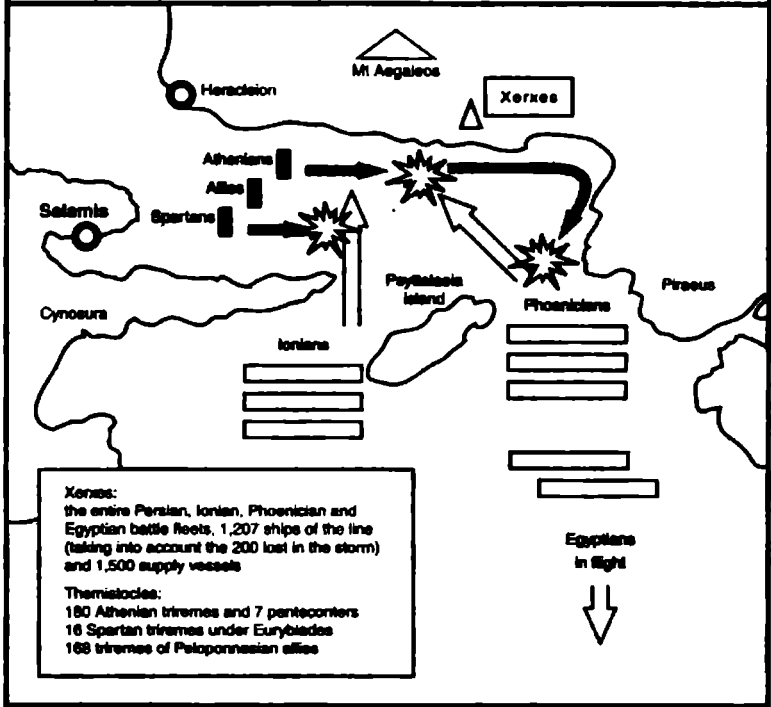 Mt Aegaleos
Heracleion
Xerxes
Athenians
Allies
Spartans
Salamis
Psyttaleia
island
Piraeus
Phoenicians
Cynosura
Ionians
Xerxes:
the entire Persian, Ionian, Phoenician and
Egyptian battle fleets, 1,207 ships of the line
(taking into account the 200 lost in the storm)
and 1,500 supply vessels
Themistocles:
180 Athenian triremes and 7 penteconters
16 Spartan triremes under Eurybiades
168 triremes of Peloponnesian allies
Egyptians
in flight